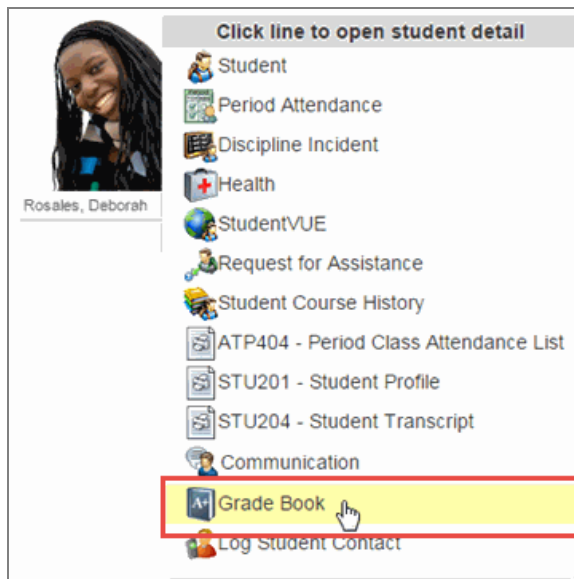 Click line to open student detail
Student
Period Attendance
Discipline Incident
Health
Rosales, Deborah
StudentVUE
Request for Assistance
Student Course History
ATP404 - Period Class Attendance List
STU201 - Student Profile
STU204 - Student Transcript
Communication
A+ Grade Book
Log Student Contact